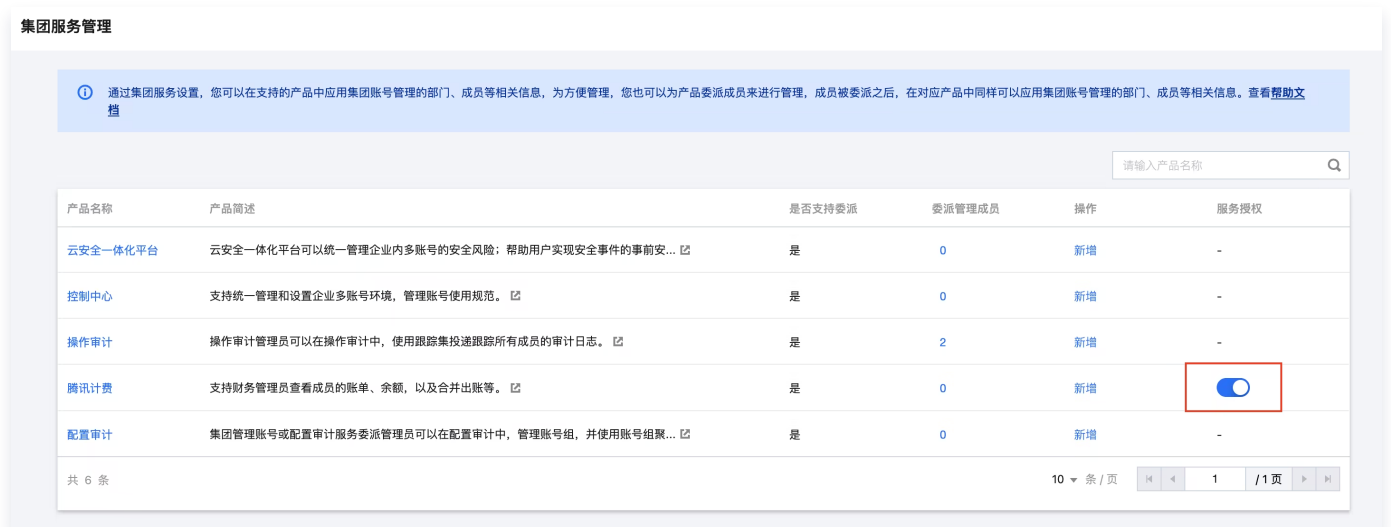 集团服务管理
通过集团服务设置，您可以在支持的产品中应用集团账号管理的部门、成员等相关信息，为方便管理，您也可以为产品委派成员来进行管理，成员被委派之后，在对应产品中同样可以应用集团账号管理的部门、成员等相关信息。查看帮助文
档
请输入产品名称
产品名称 产品简述 是否支持委派 委派管理成员 操作 服务授权
云安全一体化平台 云安全一体化平台可以统一管理企业内多账号的安全风险；帮助用户实现安全事件的事前安... 是 0 新增 -
控制中心 支持统一管理和设置企业多账号环境，管理账号使用规范。 是 0 新增 -
操作审计 操作审计管理员可以在操作审计中，使用跟踪集投递跟踪所有成员的审计日志。 是 2 新增 -
腾讯计费 支持财务管理员查看成员的账单、余额，以及合并出账等。 是 0 新增
配置审计 集团管理账号或配置审计服务委派管理员可以在配置审计中，管理账号组，并使用账号组聚... 是 0 新增 -
共 6 条 10 条 / 页 1 / 1 页